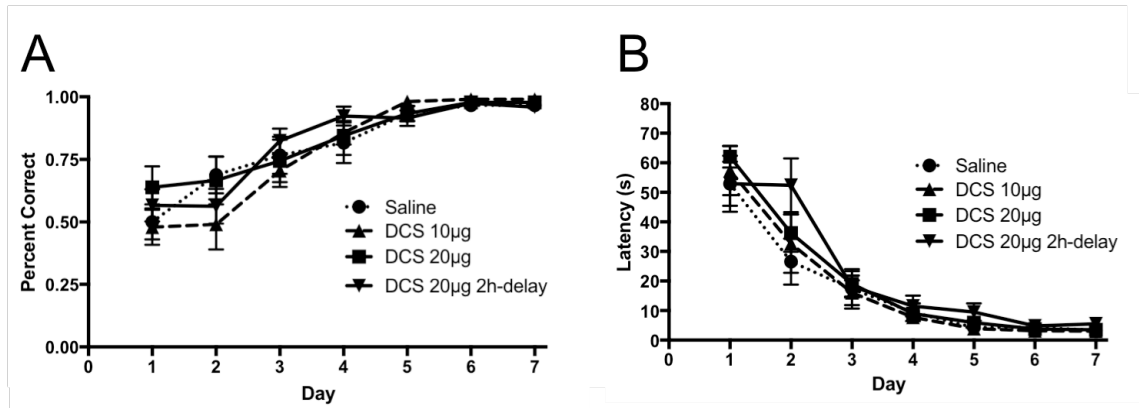 A
Percent Correct
1.00
0.75
0.50
0.25
0.00
0 1 2 3 4 5 6 7
Day
Saline
DCS 10µg
DCS 20µg
DCS 20µg 2h-delay
B
Latency (s)
80
70
60
50
40
30
20
10
0
0 1 2 3 4 5 6 7
Day
Saline
DCS 10µg
DCS 20µg
DCS 20µg 2h-delay